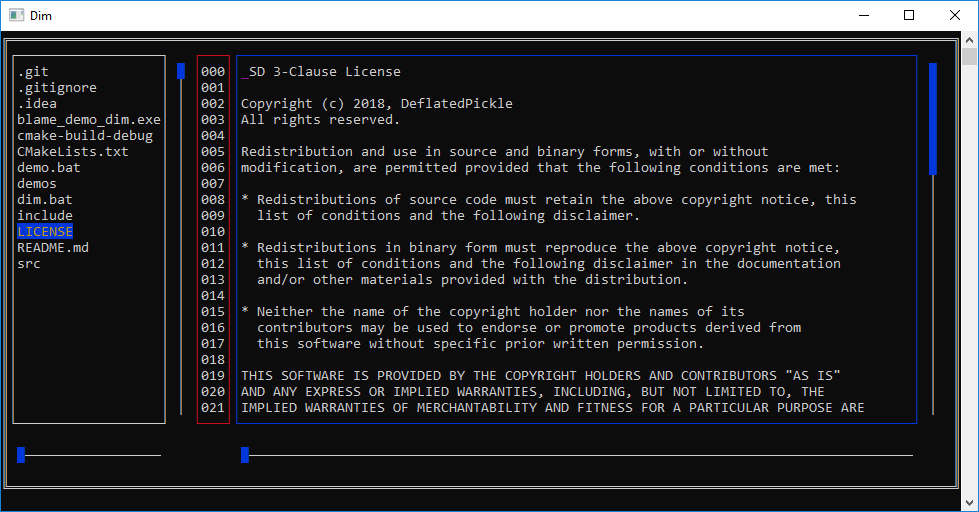 Dim
.git
.gitignore
.idea
blame_demo_dim.exe
cmake-build-debug
CMakeLists.txt
demo.bat
demos
dim.bat
include
LICENSE
README.md
src
000 _SD 3-Clause License
001
002 Copyright (c) 2018, DeflatedPickle
003 All rights reserved.
004
005 Redistribution and use in source and binary forms, with or without
006 modification, are permitted provided that the following conditions are met:
007
008 * Redistributions of source code must retain the above copyright notice, this
009   list of conditions and the following disclaimer.
010
011 * Redistributions in binary form must reproduce the above copyright notice,
012   this list of conditions and the following disclaimer in the documentation
013   and/or other materials provided with the distribution.
014
015 * Neither the name of the copyright holder nor the names of its
016   contributors may be used to endorse or promote products derived from
017   this software without specific prior written permission.
018
019 THIS SOFTWARE IS PROVIDED BY THE COPYRIGHT HOLDERS AND CONTRIBUTORS "AS IS"
020 AND ANY EXPRESS OR IMPLIED WARRANTIES, INCLUDING, BUT NOT LIMITED TO, THE
021 IMPLIED WARRANTIES OF MERCHANTABILITY AND FITNESS FOR A PARTICULAR PURPOSE ARE